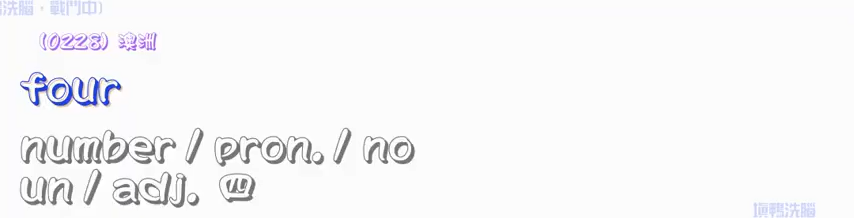 洗腦，戰鬥中）
（0228）澳洲
four
number / pron. / no
un / adj. 四
填鴨洗腦